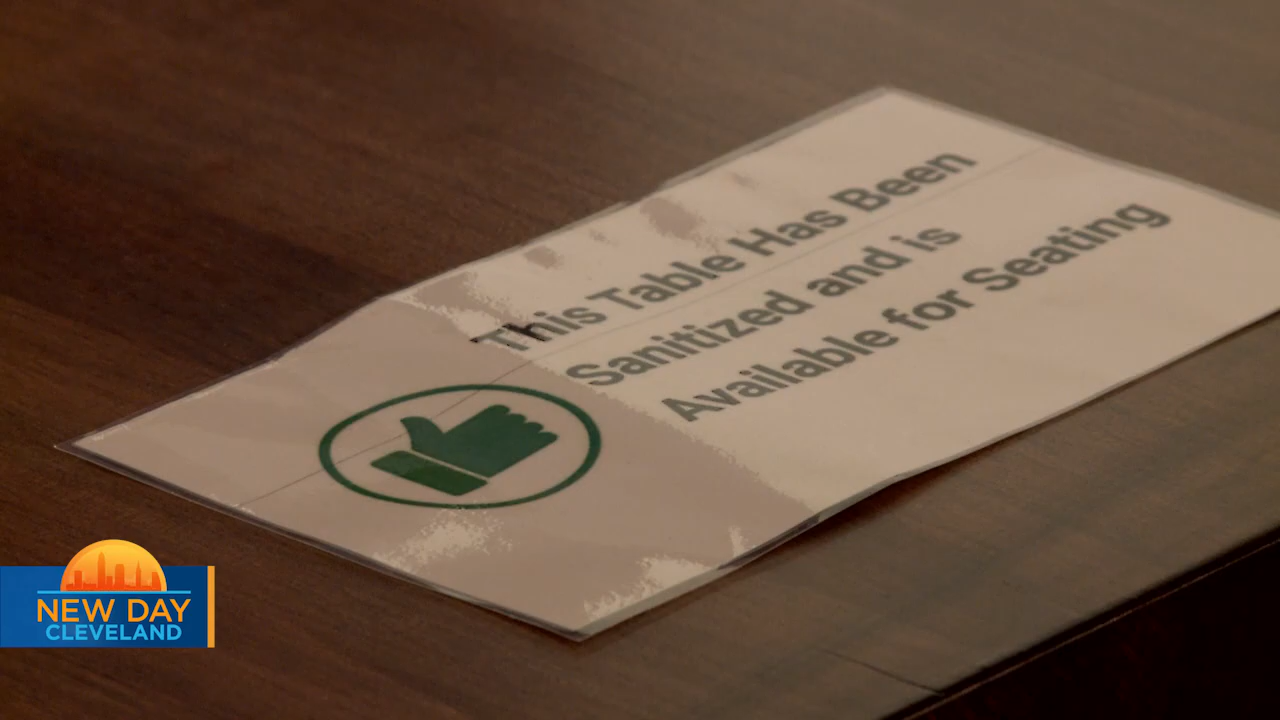 This Table Has Been
Sanitized and is
Available for Seating
NEW DAY
CLEVELAND